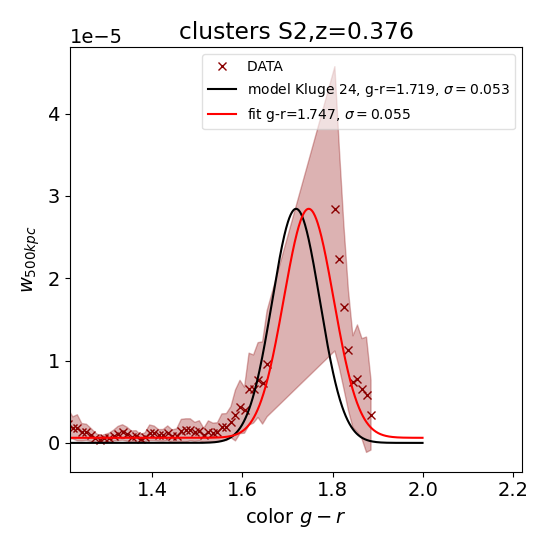 clusters S2,z=0.376
1e−5
DATA
model Kluge 24, g-r=1.719, σ = 0.053
fit g-r=1.747, σ = 0.055
4
3
2
1
0
w500kpc
1.4 1.6 1.8 2.0 2.2
color g − r